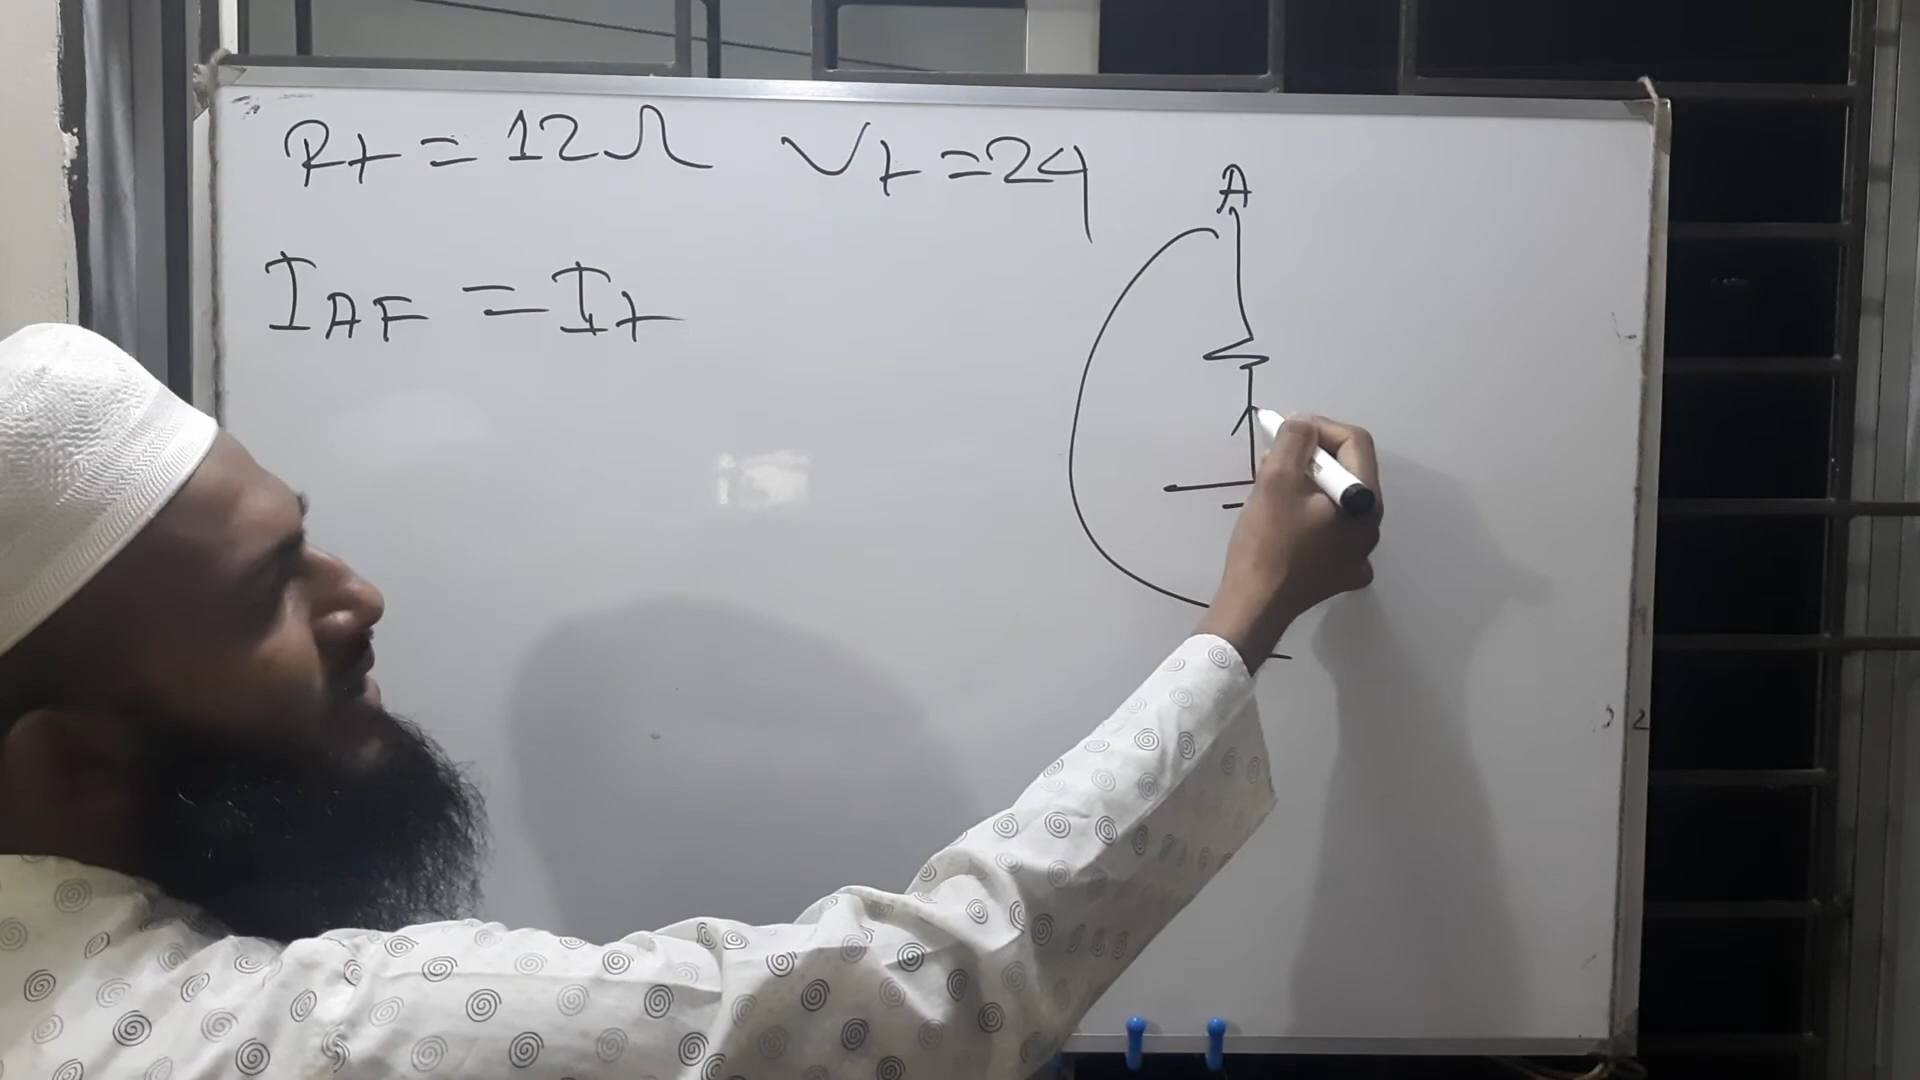 Rt = 12Ω Vt = 24
A
IAF = It